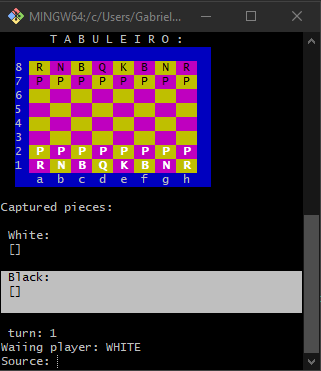 MINGW64:/c/Users/Gabriel...
T A B U L E I R O :
8 R N B Q K B N R
7 P P P P P P P P
6
5
4
3
2 P P P P P P P P
1 R N B Q K B N R
a b c d e f g h
Captured pieces:
White:
[]
Black:
[]
turn: 1
Waiing player: WHITE
Source: